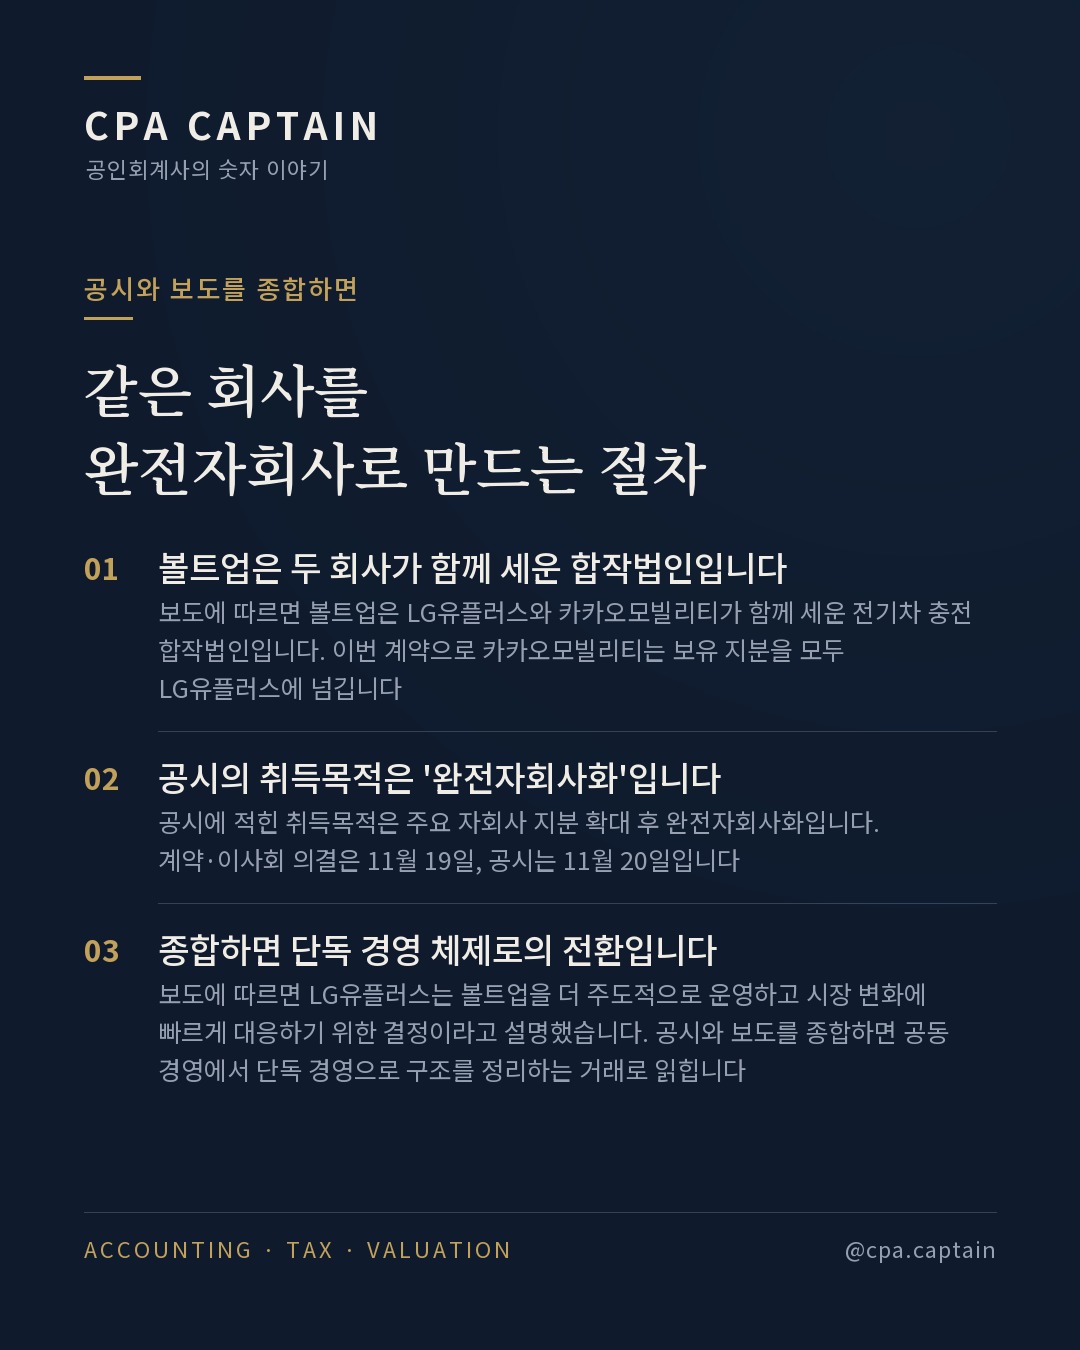 CPA CAPTAIN
공인회계사의 숫자 이야기
공시와 보도를 종합하면
같은 회사를
완전자회사로 만드는 절차
01 볼트업은 두 회사가 함께 세운 합작법인입니다
보도에 따르면 볼트업은 LG유플러스와 카카오모빌리티가 함께 세운 전기차 충전
합작법인입니다. 이번 계약으로 카카오모빌리티는 보유 지분을 모두
LG유플러스에 넘깁니다
02 공시의 취득목적은 '완전자회사화'입니다
공시에 적힌 취득목적은 주요 자회사 지분 확대 후 완전자회사화입니다.
계약·이사회 의결은 11월 19일, 공시는 11월 20일입니다
03 종합하면 단독 경영 체제로의 전환입니다
보도에 따르면 LG유플러스는 볼트업을 더 주도적으로 운영하고 시장 변화에
빠르게 대응하기 위한 결정이라고 설명했습니다. 공시와 보도를 종합하면 공동
경영에서 단독 경영으로 구조를 정리하는 거래로 읽힙니다
ACCOUNTING · TAX · VALUATION
@cpa.captain